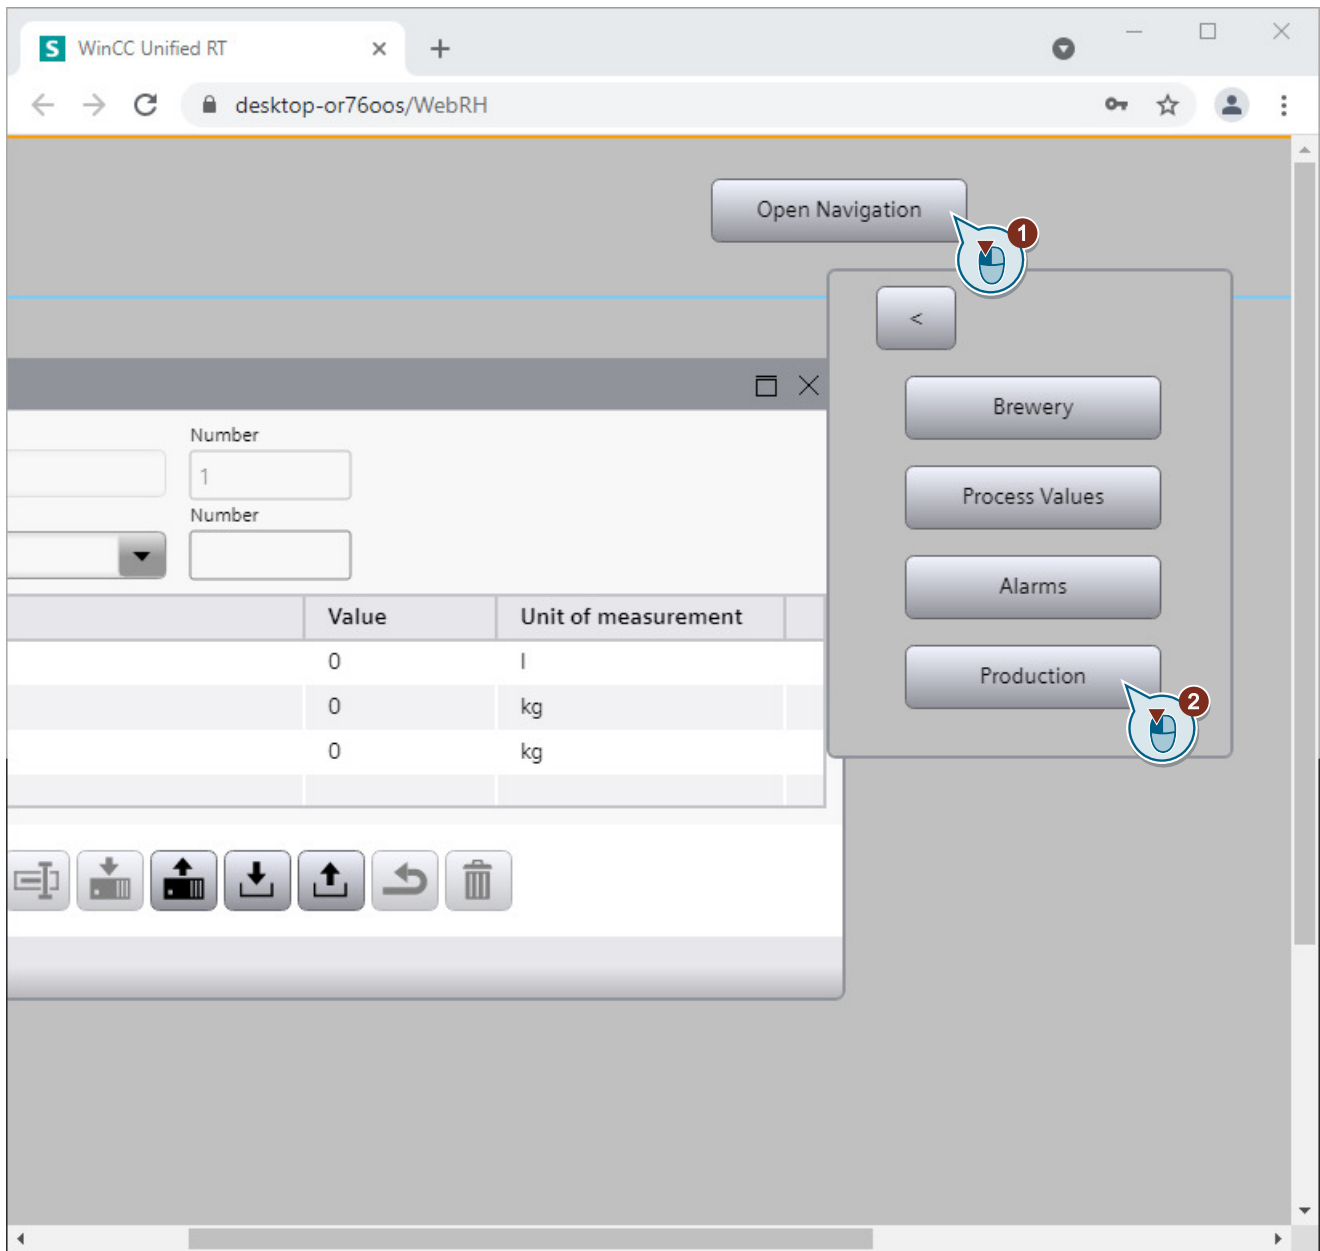 S WinCC Unified RT
desktop-or76oos/WebRH
Open Navigation
1
<
Brewery
Number
1
Process Values
Number
Alarms
Value Unit of measurement
0 l
Production
2
0 kg
0 kg